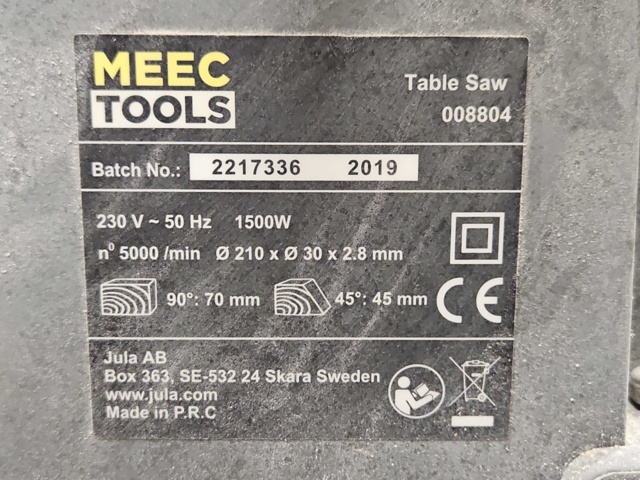 MEEC
TOOLS
Table Saw
008804
Batch No.: 2217336 2019
230 V ~ 50 Hz 1500W
n⁰ 5000 /min Ø 210 x Ø 30 x 2.8 mm
90°: 70 mm 45°: 45 mm CE
Jula AB
Box 363, SE-532 24 Skara Sweden
www.jula.com
Made in P.R.C